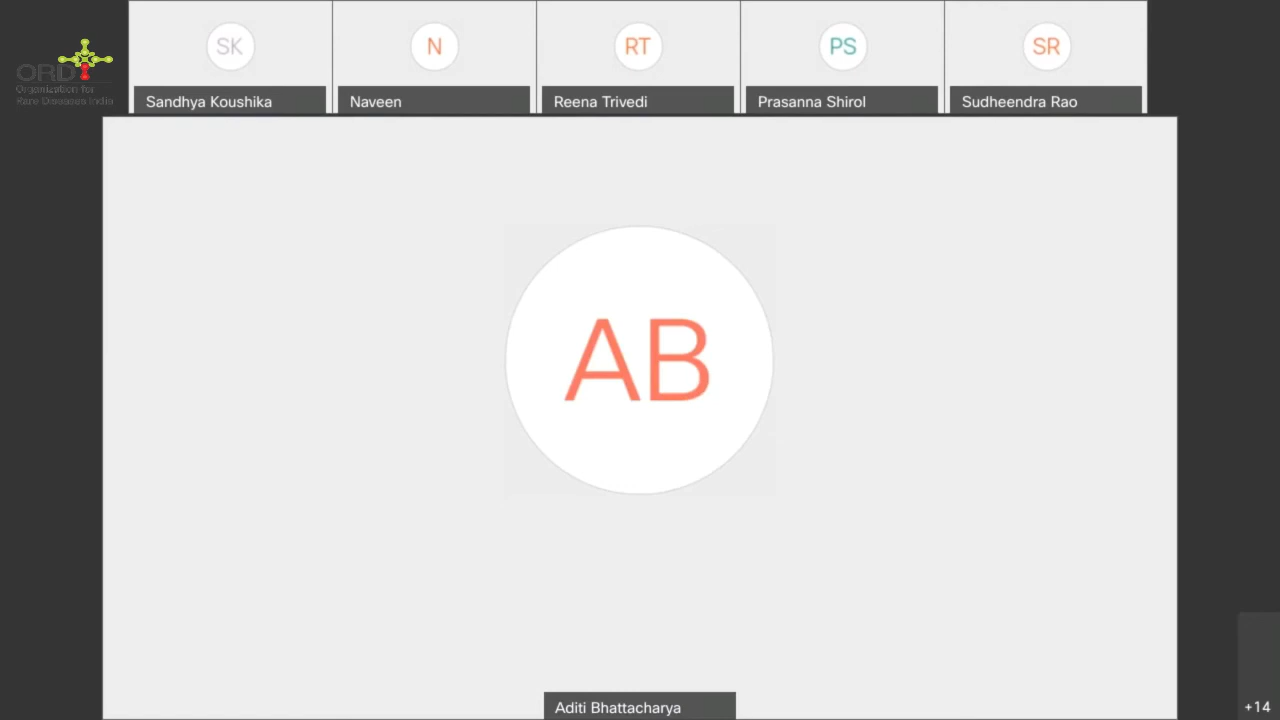 SK
N
RT
PS
SR
Sandhya Koushika
Naveen
Reena Trivedi
Prasanna Shirol
Sudheendra Rao
ORD
Organization for
Rare Diseases India
AB
Aditi Bhattacharya
+14